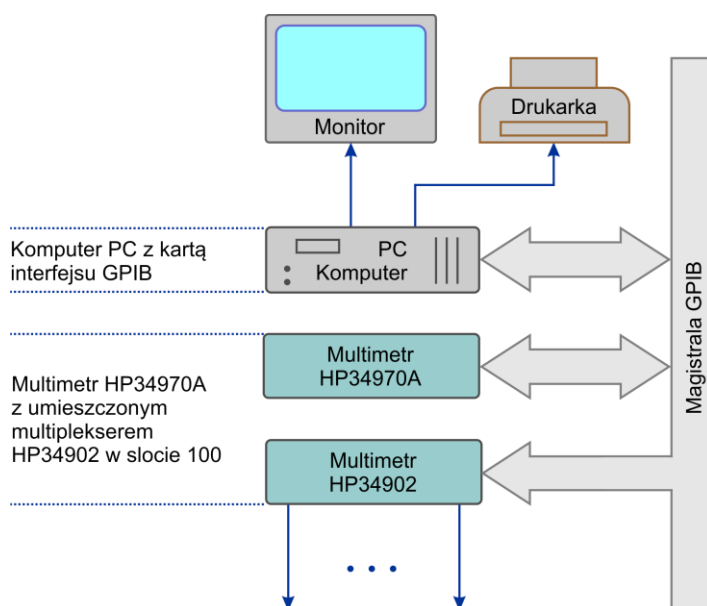 Monitor
Drukarka
Komputer PC z kartą
interfejsu GPIB
PC
Komputer
Magistrala GPIB
Multimetr
HP34970A
Multimetr HP34970A
z umieszczonym
multiplekserem
HP34902 w slocie 100
Multimetr
HP34902